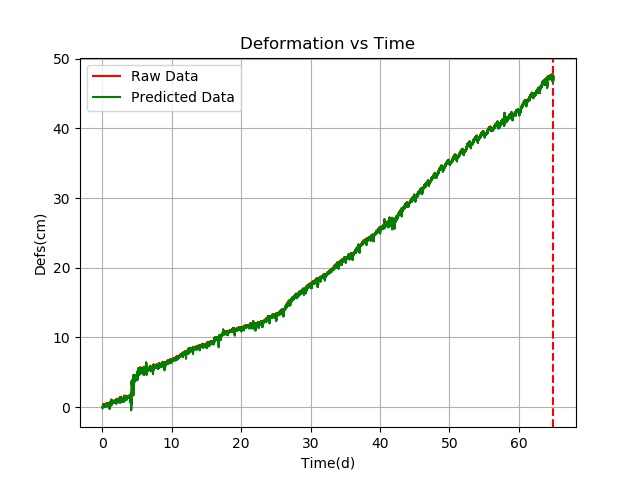 Deformation vs Time
Raw Data
Predicted Data
50
40
30
20
10
0
Defs(cm)
0 10 20 30 40 50 60
Time(d)